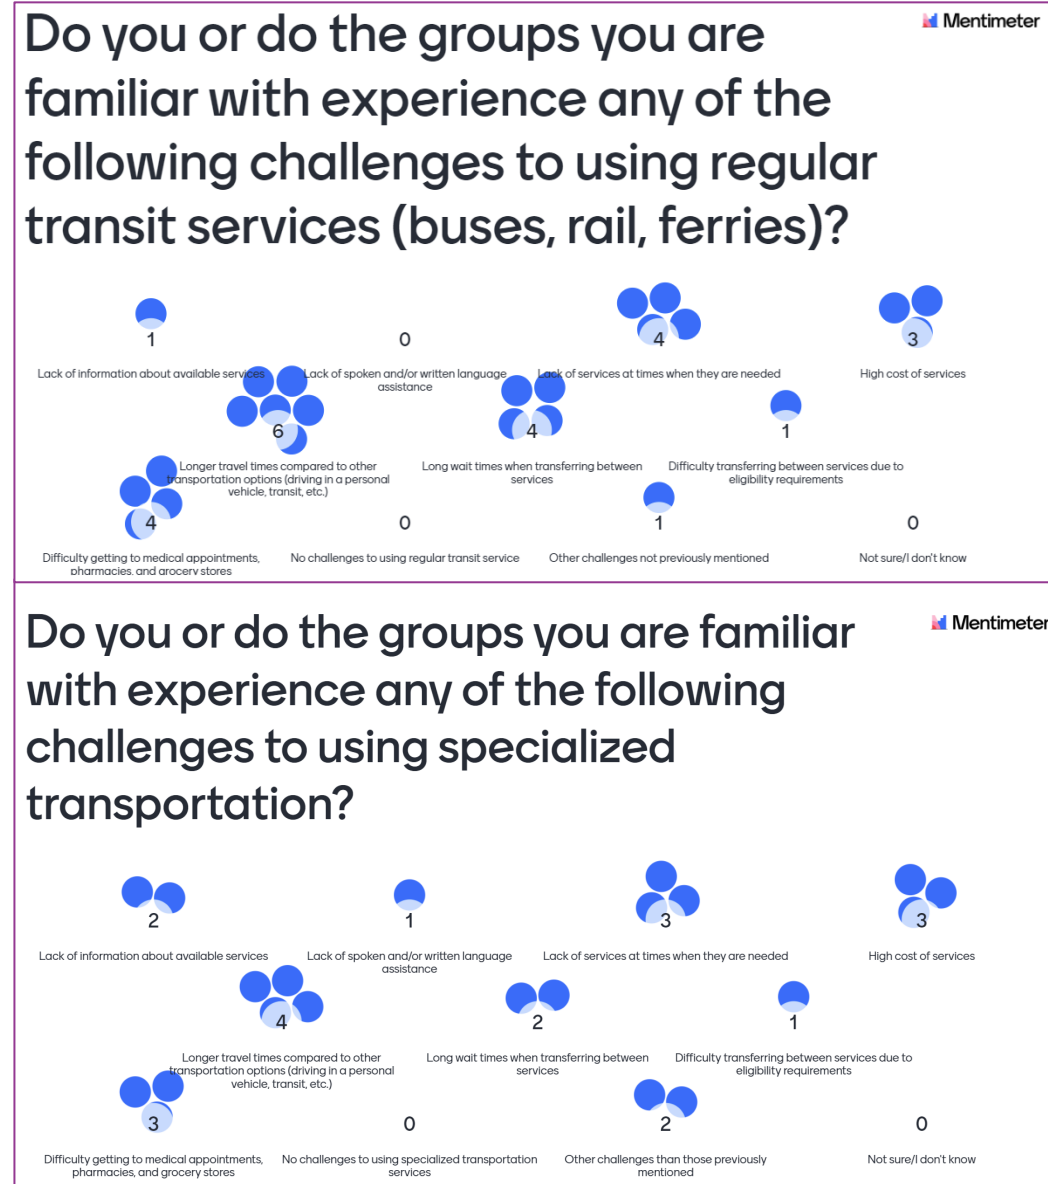 Do you or do the groups you are
familiar with experience any of the
following challenges to using regular
transit services (buses, rail, ferries)?
Mentimeter
1
Lack of information about available services
0
Lack of spoken and/or written language
assistance
4
Lack of services at times when they are needed
3
High cost of services
6
Longer travel times compared to other
transportation options (driving in a personal
vehicle, transit, etc.)
4
Long wait times when transferring between
services
1
Difficulty transferring between services due to
eligibility requirements
4
Difficulty getting to medical appointments,
pharmacies, and grocery stores
0
No challenges to using regular transit service
1
Other challenges not previously mentioned
0
Not sure/I don't know
Do you or do the groups you are familiar
with experience any of the following
challenges to using specialized
transportation?
Mentimeter
2
Lack of information about available services
1
Lack of spoken and/or written language
assistance
3
Lack of services at times when they are needed
3
High cost of services
4
Longer travel times compared to other
transportation options (driving in a personal
vehicle, transit, etc.)
2
Long wait times when transferring between
services
1
Difficulty transferring between services due to
eligibility requirements
3
Difficulty getting to medical appointments,
pharmacies, and grocery stores
0
No challenges to using specialized transportation
services
2
Other challenges than those previously
mentioned
0
Not sure/I don't know